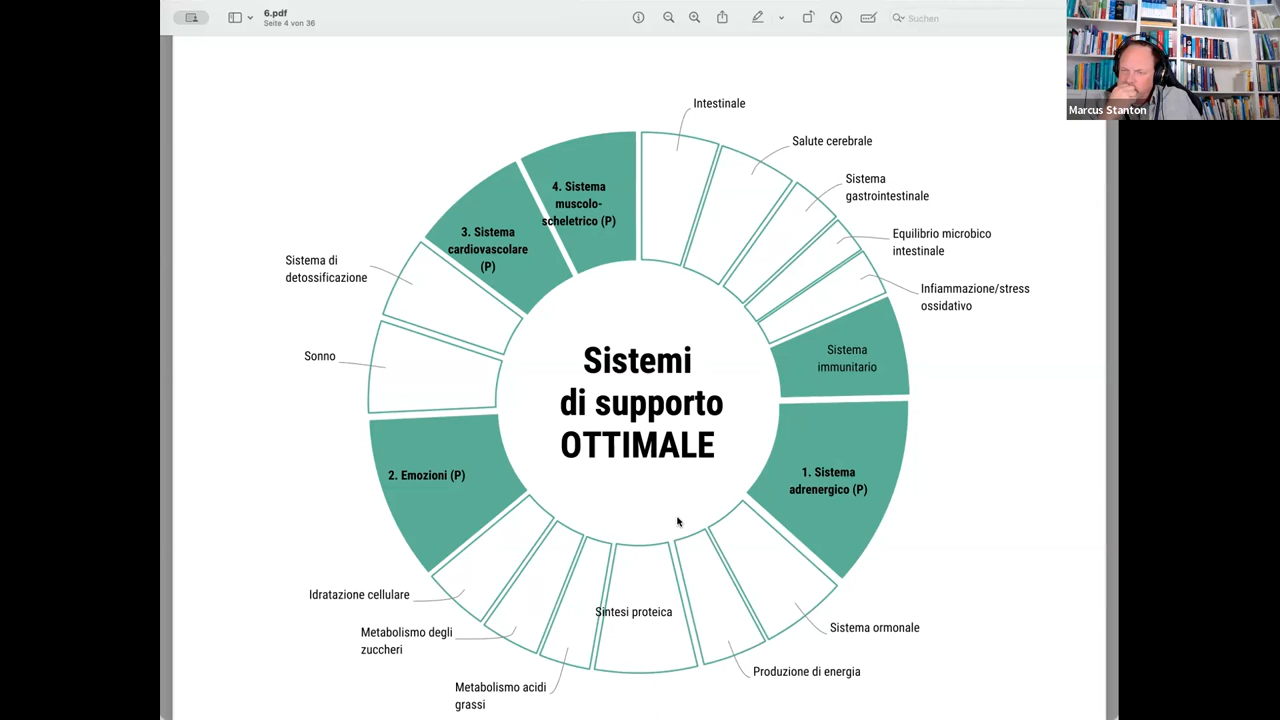 6.pdf
Seite 4 von 36
Suchen
Marcus Stanton
Intestinale
Salute cerebrale
Sistema
gastrointestinale
Equilibrio microbico
intestinale
Infiammazione/stress
ossidativo
Sistema
immunitario
1. Sistema
adrenergico (P)
Sistema ormonale
Produzione di energia
Sintesi proteica
Metabolismo acidi
grassi
Metabolismo degli
zuccheri
Idratazione cellulare
2. Emozioni (P)
Sonno
Sistema di
detossificazione
3. Sistema
cardiovascolare
(P)
4. Sistema
muscolo-
scheletrico (P)
Sistemi
di supporto
OTTIMALE